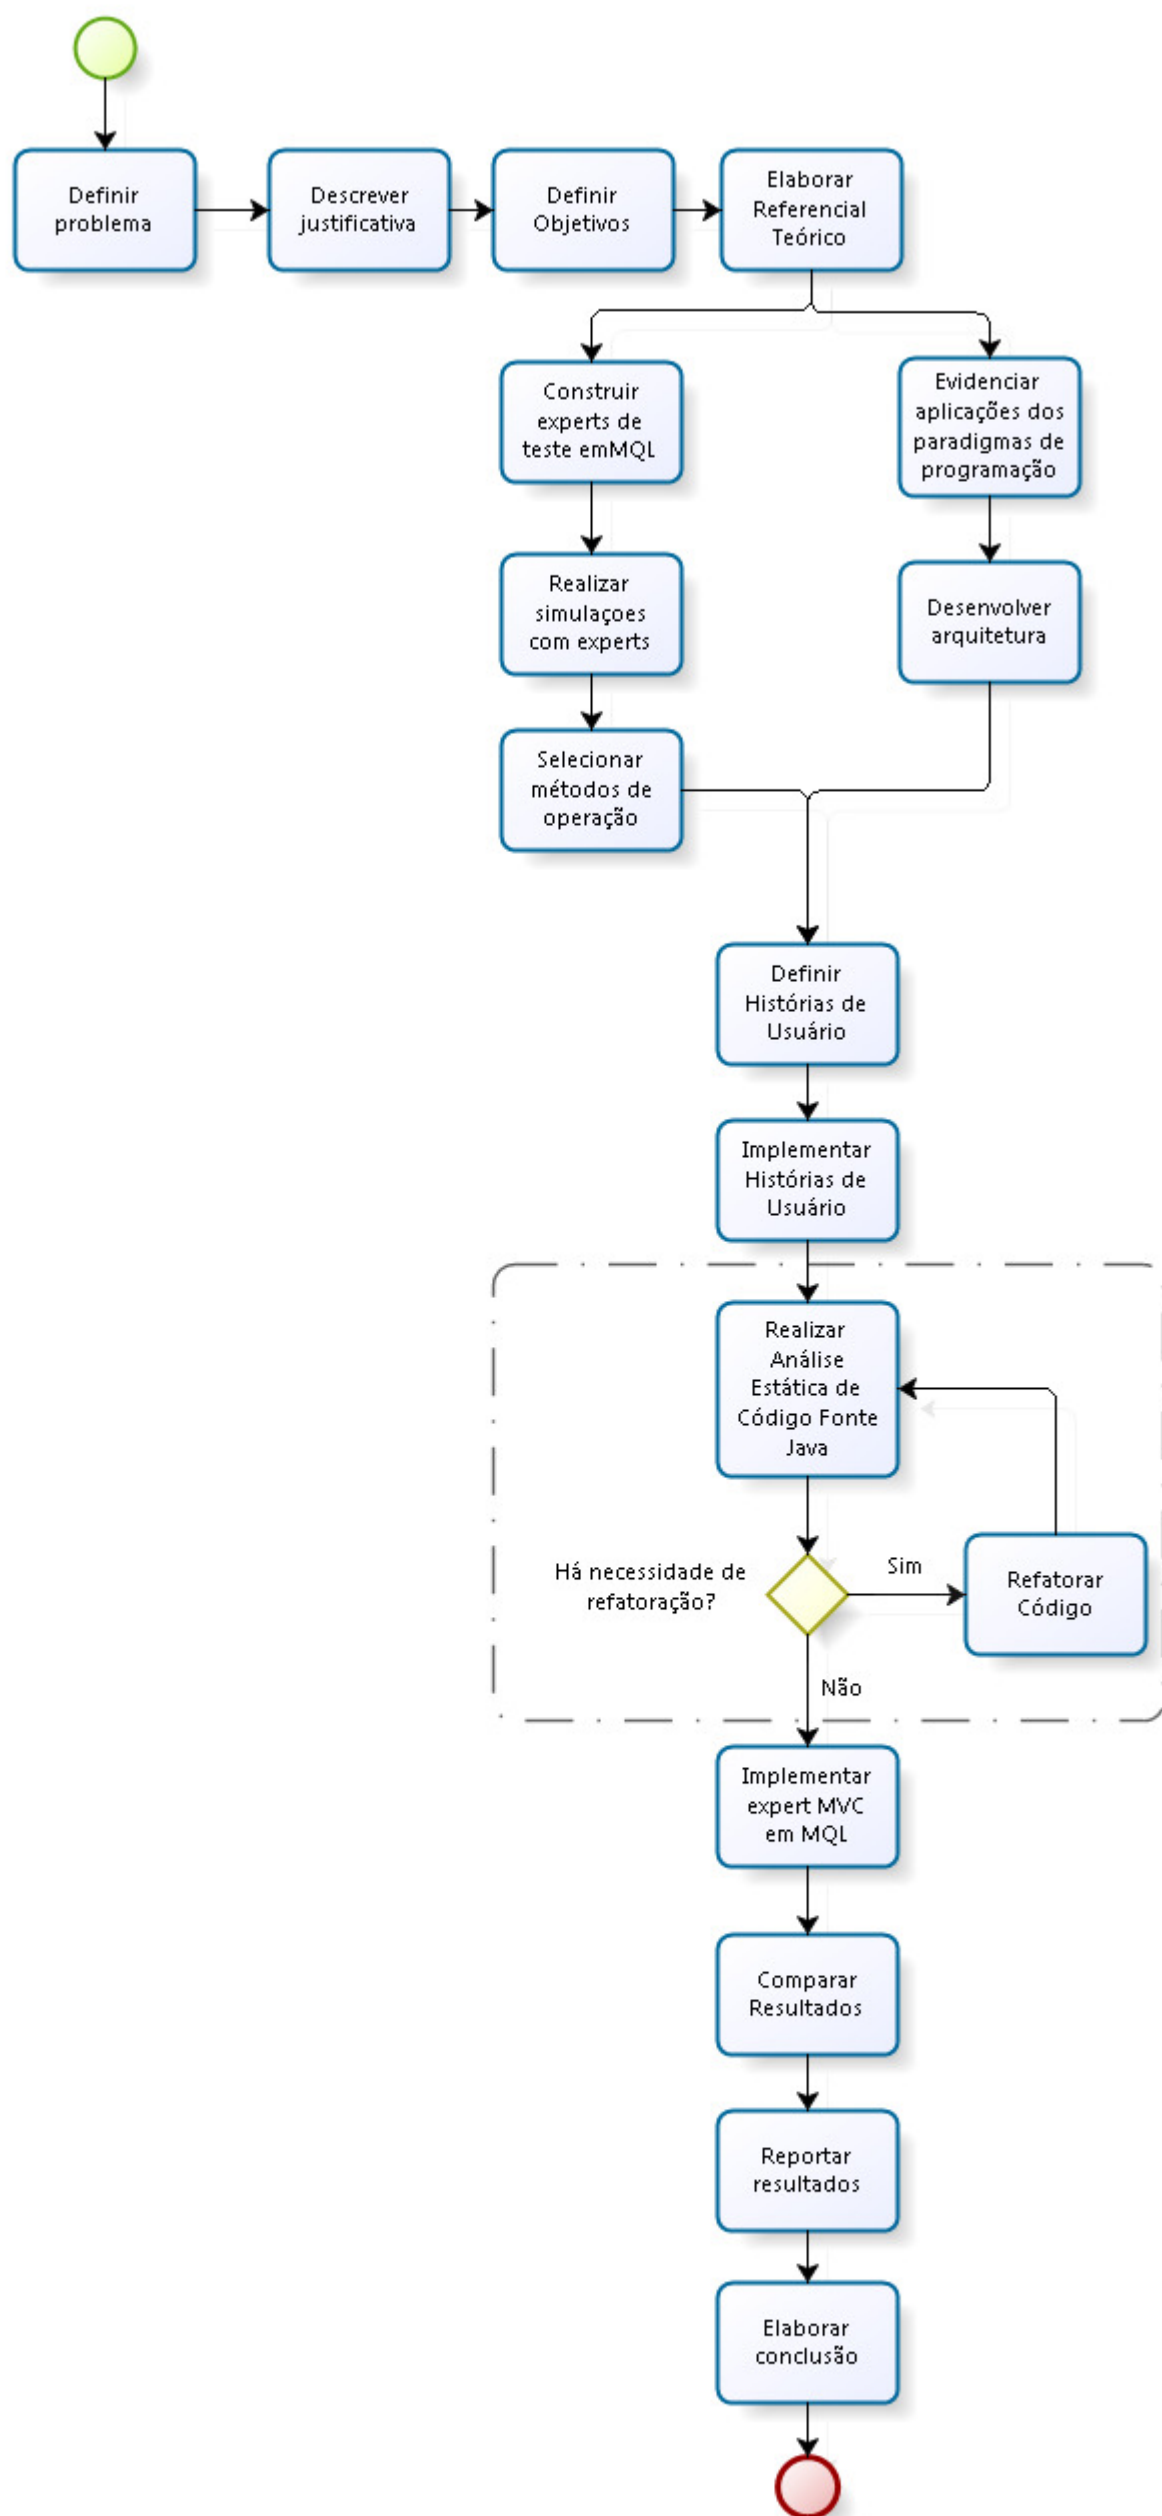 Definir
problema
Descrever
justificativa
Definir
Objetivos
Elaborar
Referencial
Teórico
Construir
experts de
teste emMQL
Evidenciar
aplicações dos
paradigmas de
programação
Realizar
simulaçoes
com experts
Desenvolver
arquitetura
Selecionar
métodos de
operação
Definir
Histórias de
Usuário
Implementar
Histórias de
Usuário
Realizar
Análise
Estática de
Código Fonte
Java
Há necessidade de
refatoração?
Sim
Refatorar
Código
Não
Implementar
expert MVC
em MQL
Comparar
Resultados
Reportar
resultados
Elaborar
conclusão